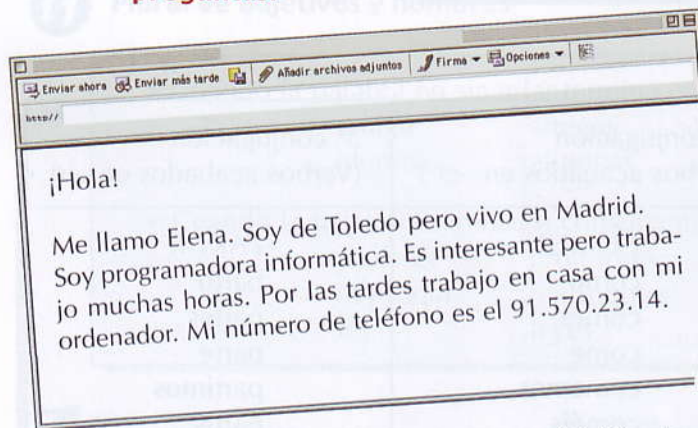 Enviar ahora Enviar más tarde Añadir archivos adjuntos Firma Opciones
http//
¡Hola!
Me llamo Elena. Soy de Toledo pero vivo en Madrid.
Soy programadora informática. Es interesante pero traba-
jo muchas horas. Por las tardes trabajo en casa con mi
ordenador. Mi número de teléfono es el 91.570.23.14.